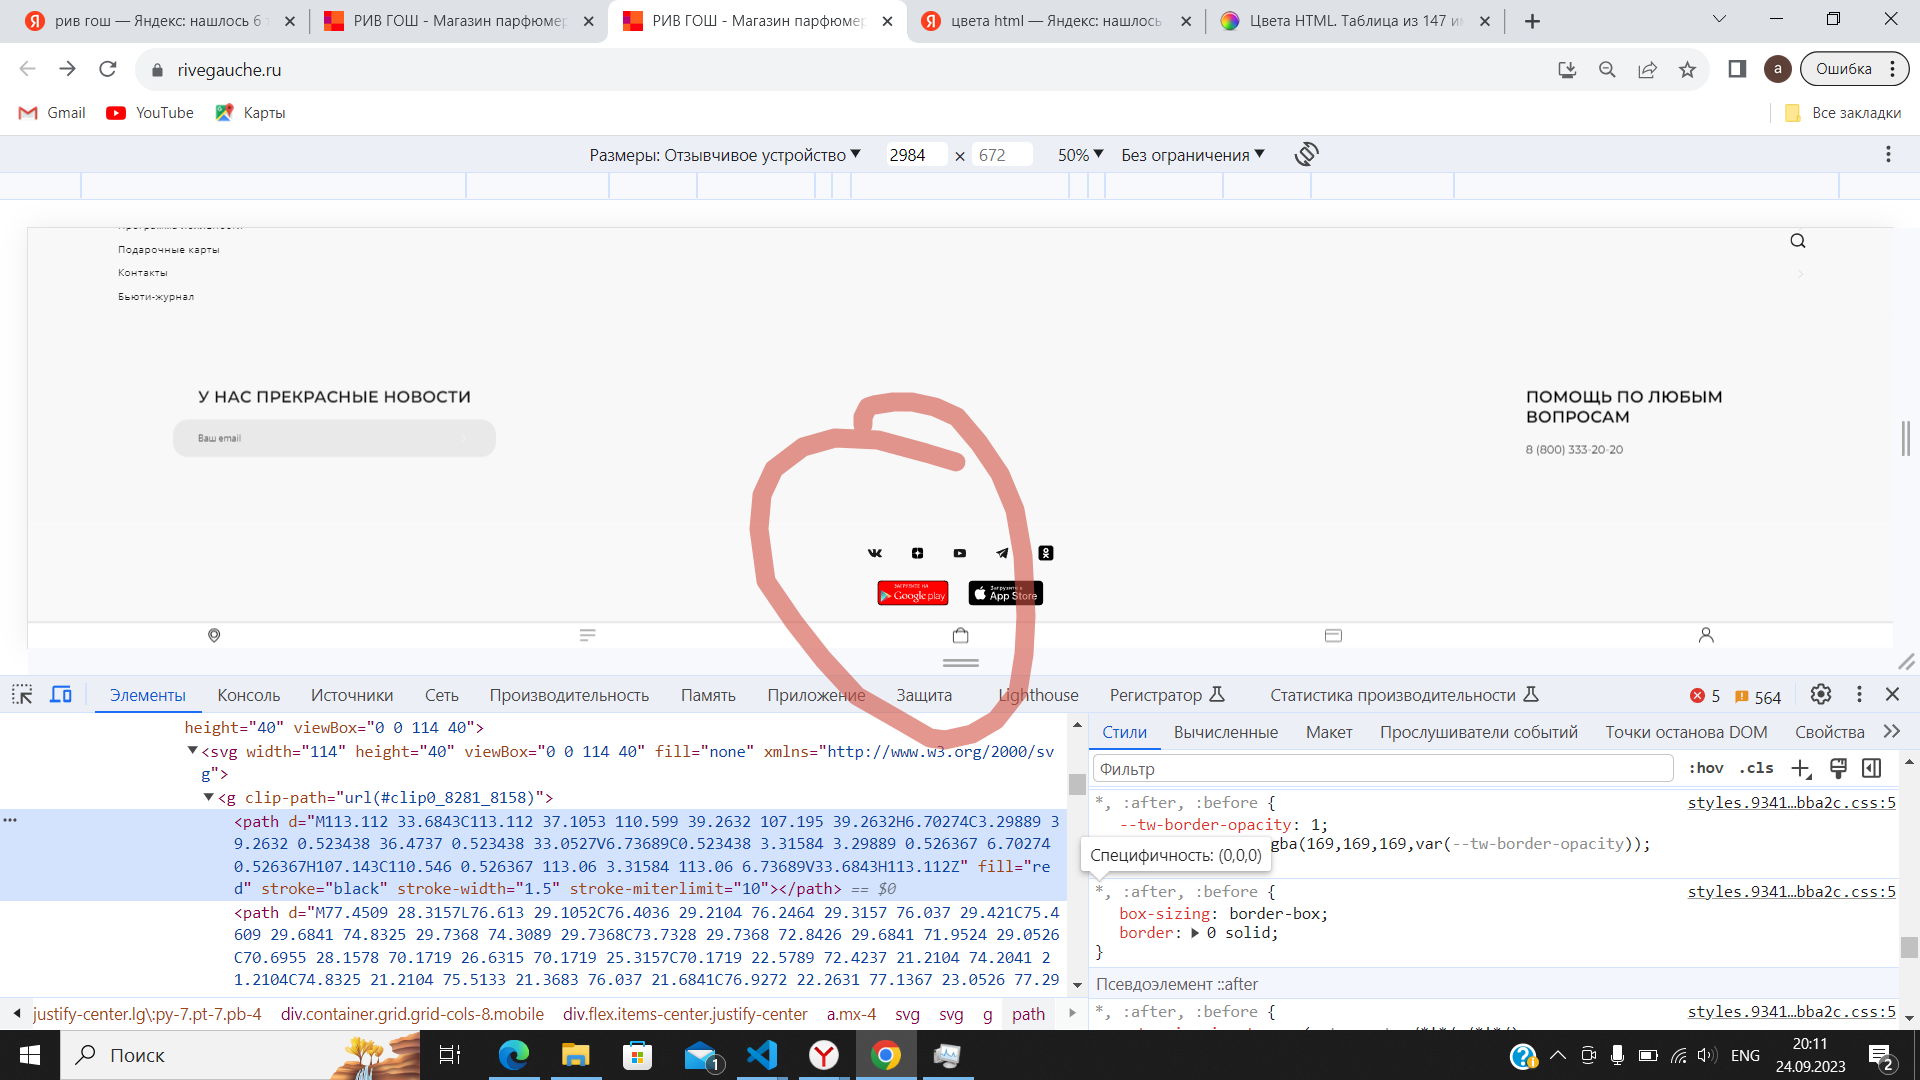 рив гош — Яндекс: нашлось 6
РИВ ГОШ - Магазин парфюмер
РИВ ГОШ - Магазин парфюмер
цвета html — Яндекс: нашлось
Цвета HTML. Таблица из 147
rivegauche.ru
a
Ошибка
Gmail
YouTube
Карты
Все закладки
Размеры: Отзывчивое устройство
2984 × 672
50%
Без ограничения
Подарочные карты
Контакты
Бьюти-журнал
У НАС ПРЕКРАСНЫЕ НОВОСТИ
Ваш email
ПОМОЩЬ ПО ЛЮБЫМ
ВОПРОСАМ
8 (800) 333-20-20
ЗАГРУЗИТЕ НА
Google play
Загрузите в
App Store
Элементы
Консоль
Источники
Сеть
Производительность
Память
Приложение
Защита
Lighthouse
Регистратор
Статистика производительности
5
564
height="40" viewBox="0 0 114 40">
<svg width="114" height="40" viewBox="0 0 114 40" fill="none" xmlns="http://www.w3.org/2000/sv
g">
<g clip-path="url(#clip0_8281_8158)">
<path d="M113.112 33.6843C113.112 37.1053 110.599 39.2632 107.195 39.2632H6.70274C3.29889 3
9.2632 0.523438 36.4737 0.523438 33.0527V6.73689C0.523438 3.31584 3.29889 0.526367 6.70274
0.526367H107.143C110.546 0.526367 113.06 3.31584 113.06 6.73689V33.6843H113.112Z" fill="re
d" stroke="black" stroke-width="1.5" stroke-miterlimit="10"></path> == $0
<path d="M77.4509 28.3157L76.613 29.1052C76.4036 29.2104 76.2464 29.3157 76.037 29.421C75.4
609 29.6841 74.8325 29.7368 74.3089 29.7368C73.7328 29.7368 72.8426 29.6841 71.9524 29.0526
C70.6955 28.1578 70.1719 26.6315 70.1719 25.3157C70.1719 22.5789 72.4237 21.2104 74.2041 2
1.2104C74.8325 21.2104 75.5133 21.3683 76.037 21.6841C76.9272 22.2631 77.1367 23.0526 77.29
justify-center.lg\:py-7.pt-7.pb-4
div.container.grid.grid-cols-8.mobile
div.flex.items-center.justify-center
a.mx-4
svg
svg
g
path
Стили
Вычисленные
Макет
Прослушиватели событий
Точки останова DOM
Свойства
Фильтр
:hov
.cls
*, :after, :before {
styles.9341…bba2c.css:5
--tw-border-opacity: 1;
gba(169,169,169,var(--tw-border-opacity));
Специфичность: (0,0,0)
*, :after, :before {
styles.9341…bba2c.css:5
box-sizing: border-box;
border: 0 solid;
}
Псевдоэлемент ::after
*, :after, :before {
styles.9341…bba2c.css:5
Поиск
1
ENG
20:11
24.09.2023
2